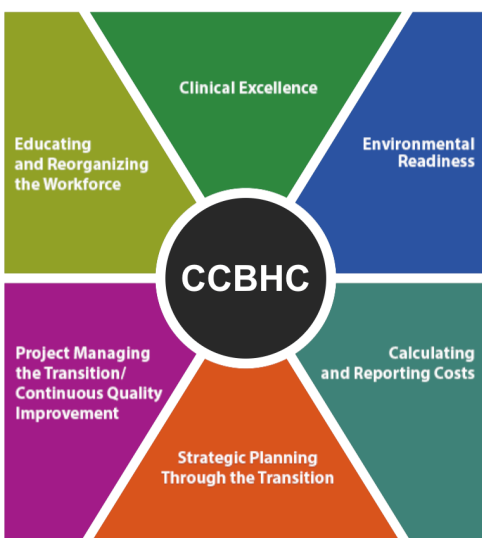 Clinical Excellence
Educating
and Reorganizing
the Workforce
Environmental
Readiness
CCBHC
Project Managing
the Transition/
Continuous Quality
Improvement
Calculating
and Reporting Costs
Strategic Planning
Through the Transition